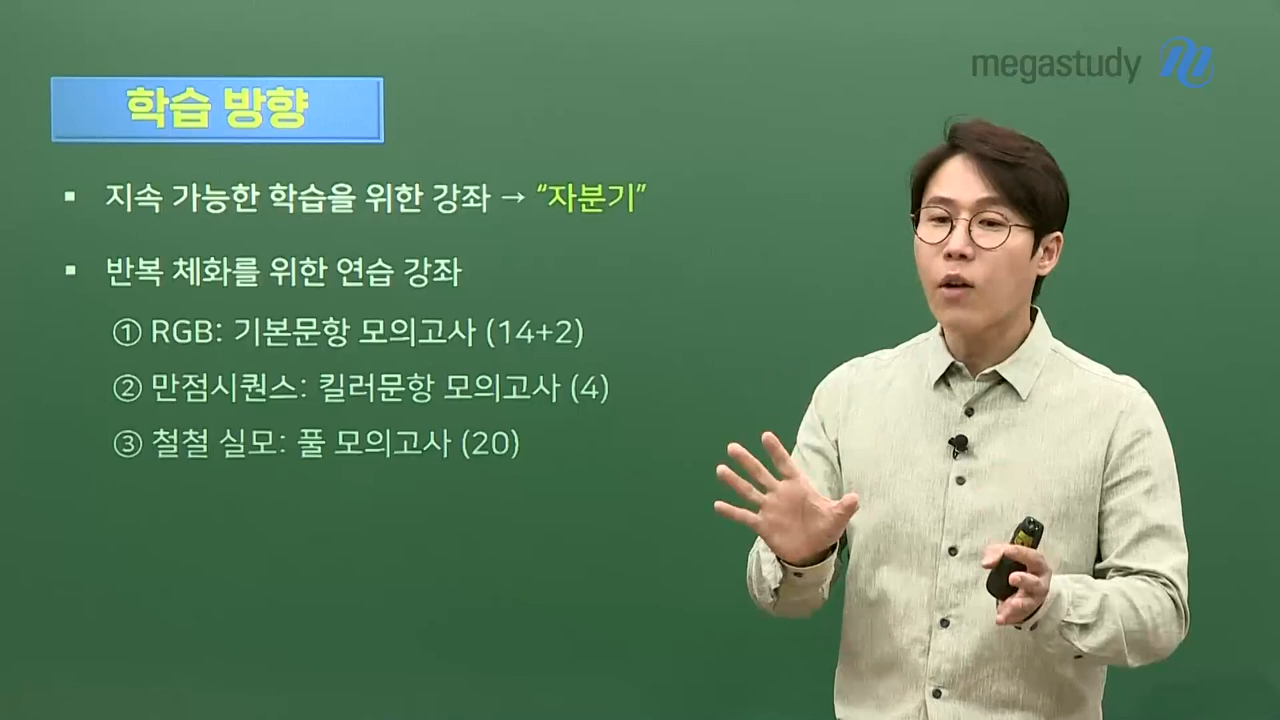 megastudy
학습 방향
▪ 지속 가능한 학습을 위한 강좌 → “자분기”
▪ 반복 체화를 위한 연습 강좌
① RGB: 기본문항 모의고사 (14+2)
② 만점시퀀스: 킬러문항 모의고사 (4)
③ 철철 실모: 풀 모의고사 (20)